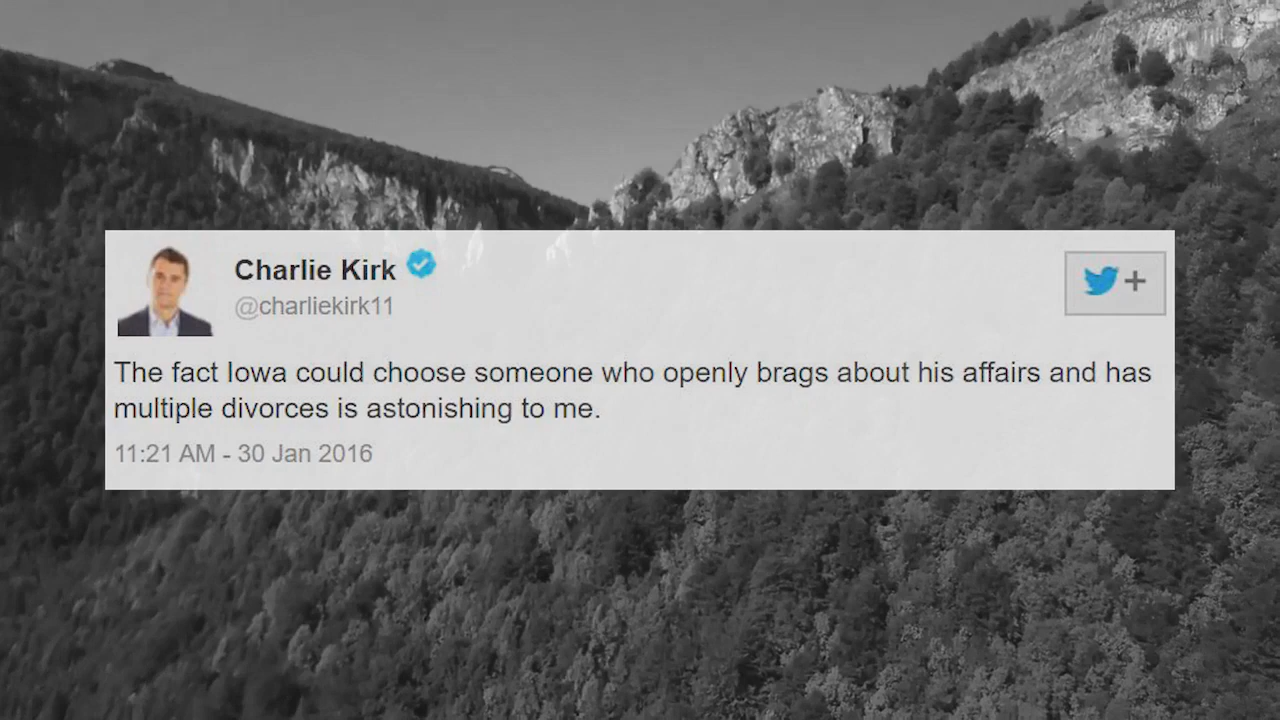 Charlie Kirk
@charliekirk11
+
The fact Iowa could choose someone who openly brags about his affairs and has
multiple divorces is astonishing to me.
11:21 AM - 30 Jan 2016